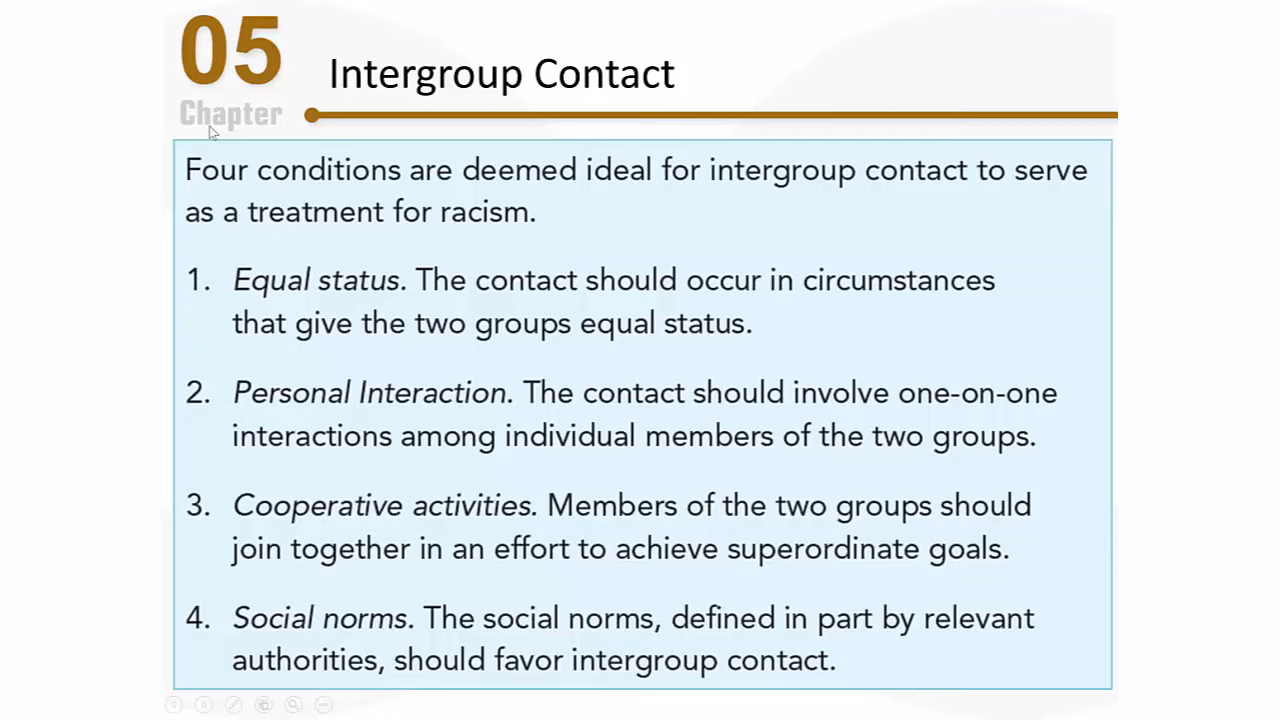 05
Chapter
Intergroup Contact
Four conditions are deemed ideal for intergroup contact to serve
as a treatment for racism.
1. Equal status. The contact should occur in circumstances
that give the two groups equal status.
2. Personal Interaction. The contact should involve one-on-one
interactions among individual members of the two groups.
3. Cooperative activities. Members of the two groups should
join together in an effort to achieve superordinate goals.
4. Social norms. The social norms, defined in part by relevant
authorities, should favor intergroup contact.